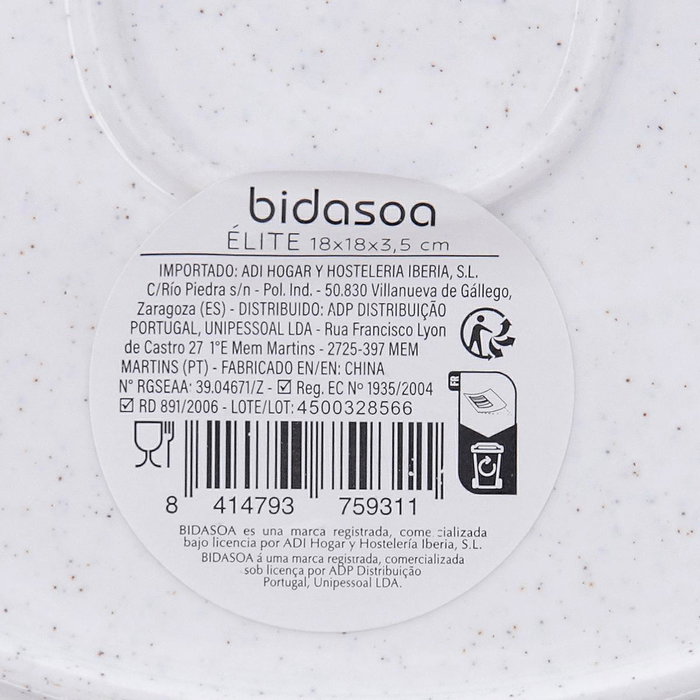 bidasoa
ÉLITE 18x18x3,5 cm
IMPORTADO: ADI HOGAR Y HOSTELERIA IBERIA, S.L.
C/Río Piedra s/n - Pol. Ind. - 50.830 Villanueva de Gállego,
Zaragoza (ES) - DISTRIBUIDO: ADP DISTRIBUIÇÃO
PORTUGAL, UNIPESSOAL LDA - Rua Francisco Lyon
de Castro 27 1°E Mem Martins - 2725-397 MEM
MARTINS (PT) - FABRICADO EN/EN: CHINA
N° RGSEAA: 39.04671/Z - ☑ Reg. EC Nº 1935/2004
☑ RD 891/2006 - LOTE/LOT: 4500328566
FR
8 414793 759311
BIDASOA es una marca registrada, come cializada
bajo licencia por ADI Hogar y Hostelería Iberia, S.L.
BIDASOA á uma marca registrada, comercializada
sob licença por ADP Distribuição
Portugal, Unipessoal LDA.